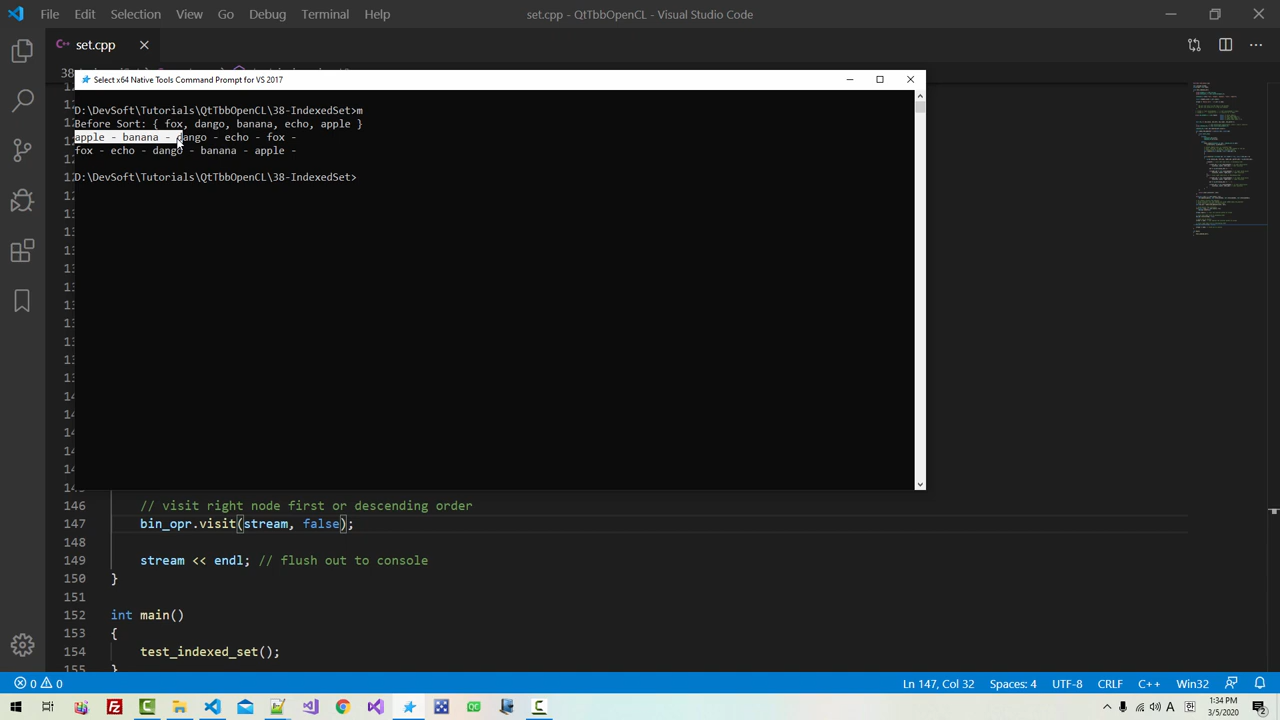 File Edit Selection View Go Debug Terminal Help
set.cpp - QtTbbOpenCL - Visual Studio Code
set.cpp
Select x64 Native Tools Command Prompt for VS 2017
D:\DevSoft\Tutorials\QtTbbOpenCL\38-IndexedSet>set
Before Sort: { fox, dango, banana, echo, apple }
apple - banana - dango - echo - fox -
fox - echo - dango - banana - apple -
D:\DevSoft\Tutorials\QtTbbOpenCL\38-IndexedSet>
146 // visit right node first or descending order
147 bin_opr.visit(stream, false);
148
149 stream << endl; // flush out to console
150 }
151
152 int main()
153 {
154 test_indexed_set();
155 }
0 0
Ln 147, Col 32 Spaces: 4 UTF-8 CRLF C++ Win32
1:34 PM
3/5/2020